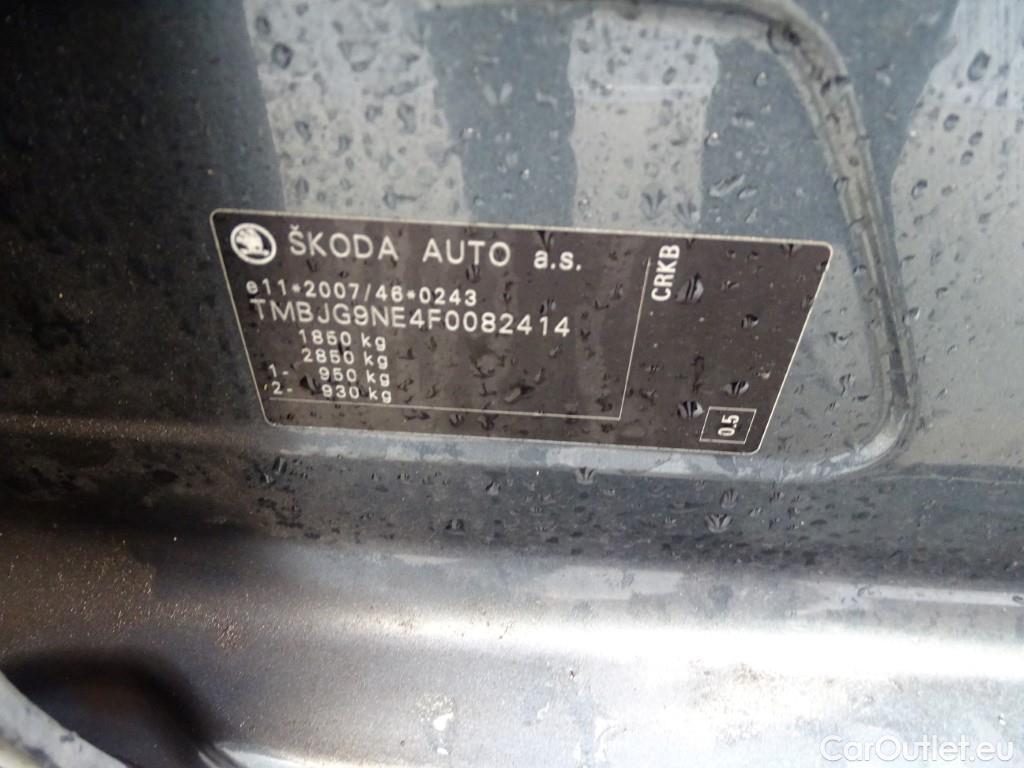 ŠKODA AUTO a.s.
e11*2007/46*0243
TMBJG9NE4F0082414
1850 kg
2850 kg
1- 950 kg
2- 930 kg
CRKB
0.5
CarOutlet.eu